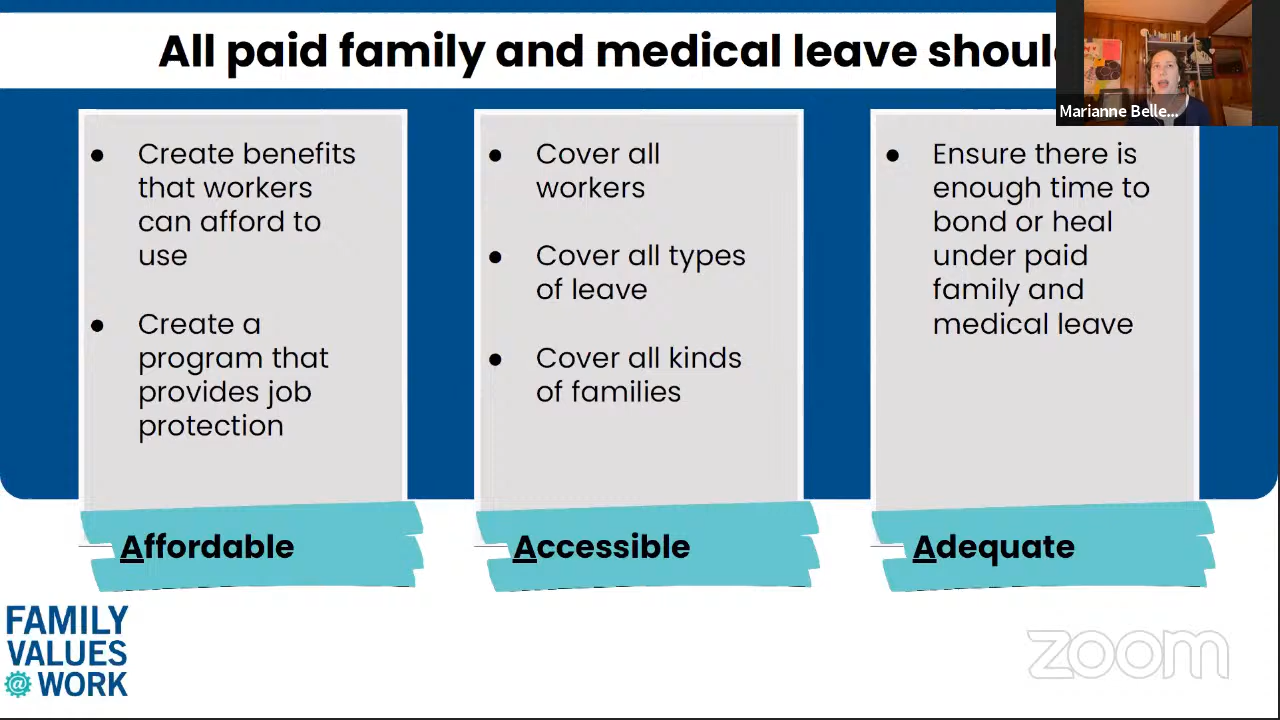 All paid family and medical leave shoul
Marianne Belle...
● Create benefits
that workers
can afford to
use
● Create a
program that
provides job
protection
Affordable
● Cover all
workers
● Cover all types
of leave
● Cover all kinds
of families
Accessible
● Ensure there is
enough time to
bond or heal
under paid
family and
medical leave
Adequate
FAMILY
VALUES
@ WORK
zoom